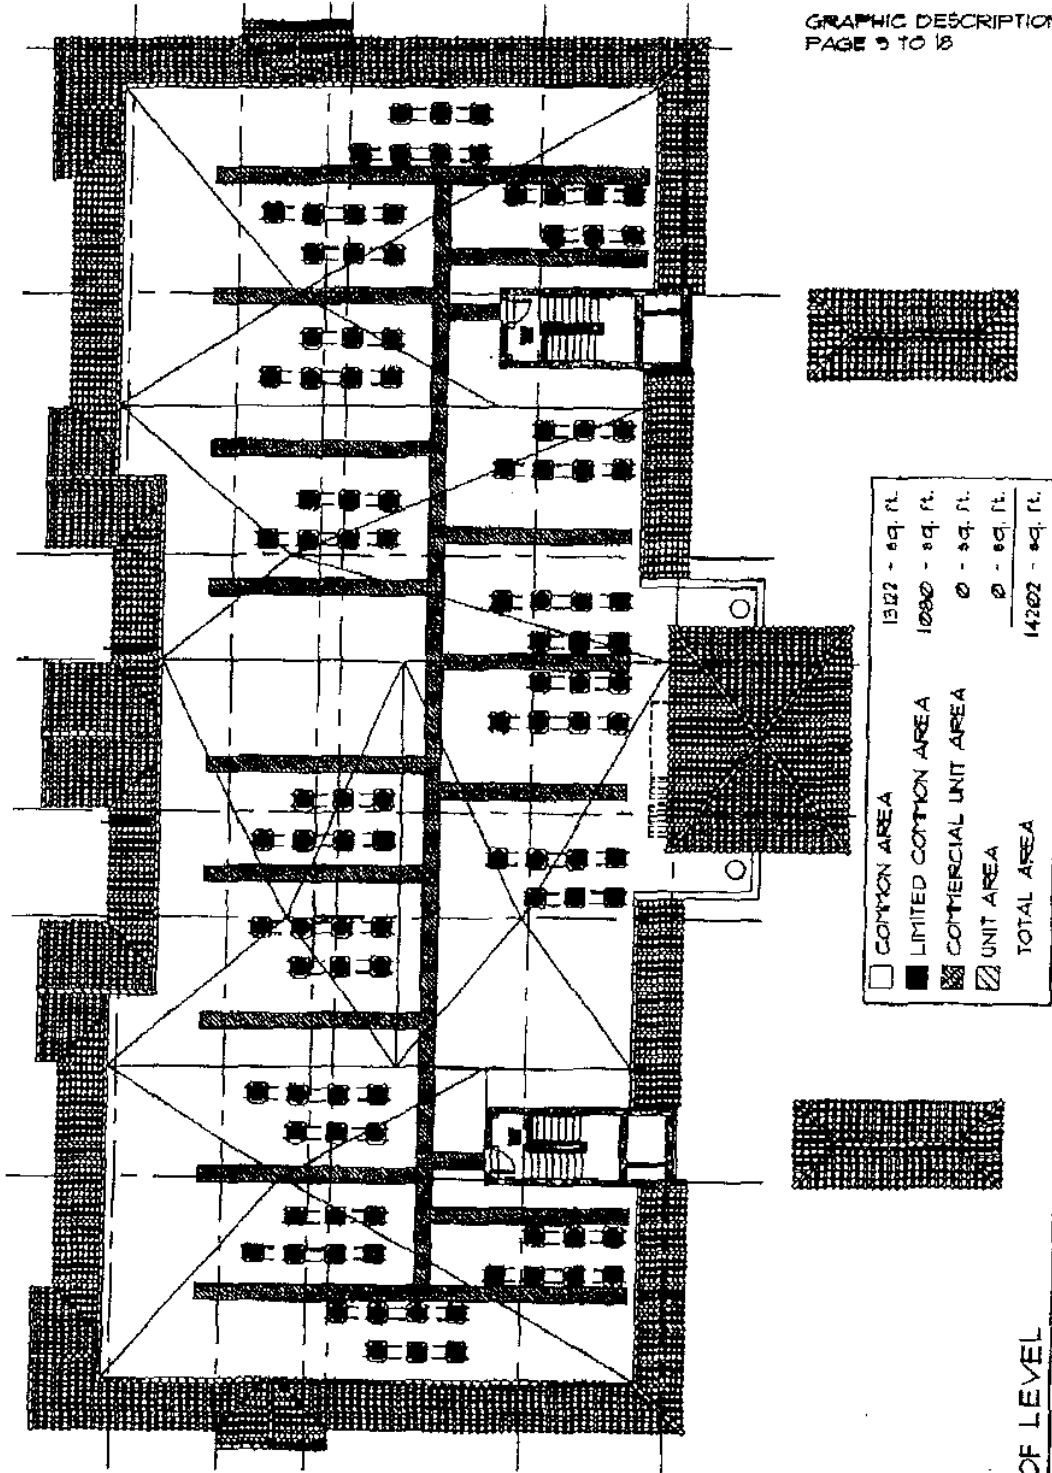 GRAPHIC DESCRIPTION
PAGE 9 TO 18
COMMON AREA 13122 - sq. ft.
LIMITED COMMON AREA 1080 - sq. ft.
COMMERCIAL UNIT AREA 0 - sq. ft.
UNIT AREA 0 - sq. ft.
TOTAL AREA 14202 - sq. ft.
OF LEVEL